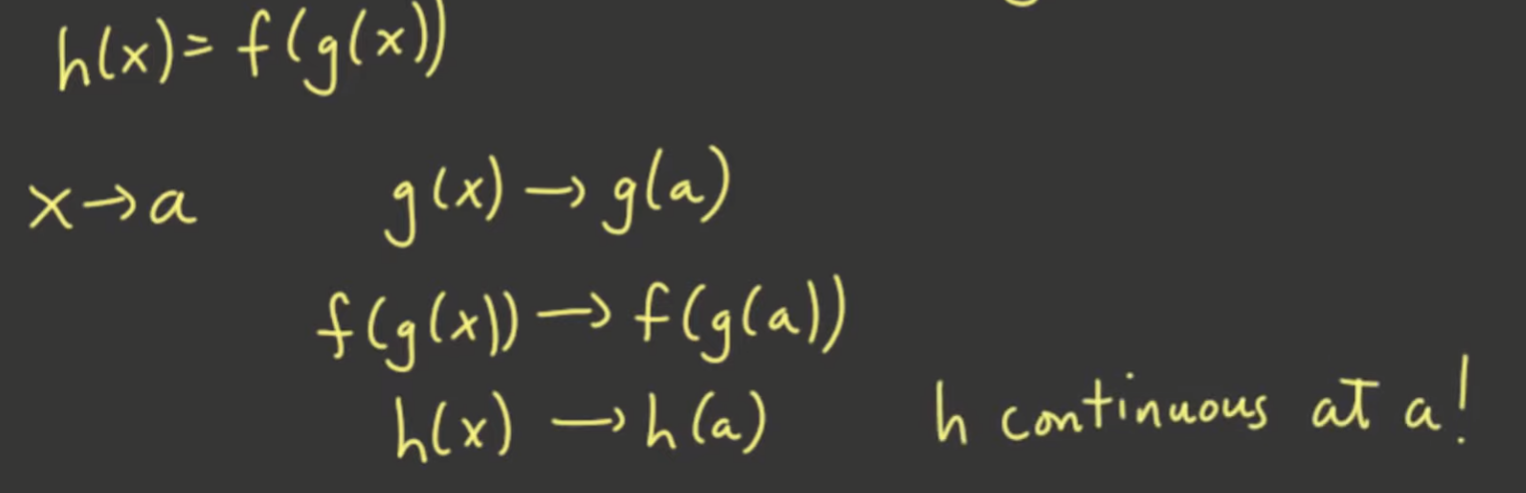 h(x)= f(g(x))
x→a g(x)→g(a)
f(g(x))→f(g(a))
h(x)→h(a) h continuous at a!